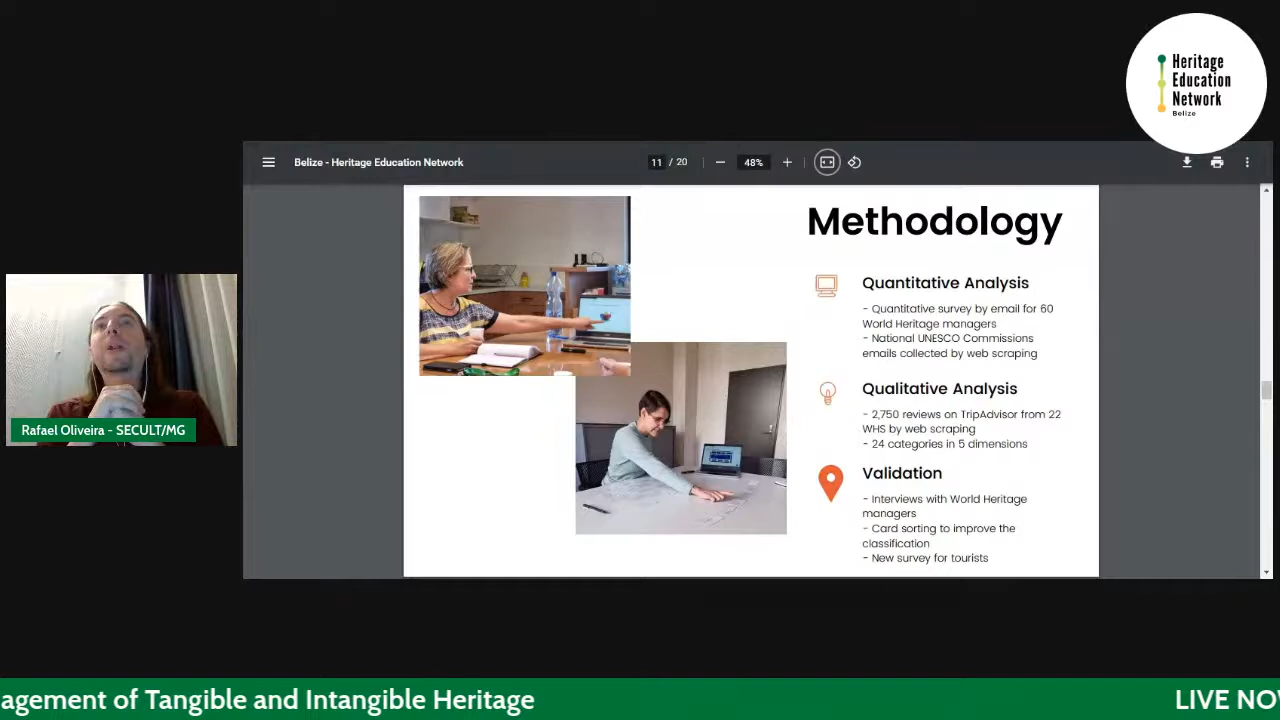 Heritage
Education
Network
Belize
Belize - Heritage Education Network
11 / 20
48%
Methodology
Quantitative Analysis
- Quantitative survey by email for 60
World Heritage managers
- National UNESCO Commissions
emails collected by web scraping
Qualitative Analysis
- 2,750 reviews on TripAdvisor from 22
WHS by web scraping
- 24 categories in 5 dimensions
Validation
- Interviews with World Heritage
managers
- Card sorting to improve the
classification
- New survey for tourists
Rafael Oliveira - SECULT/MG
agement of Tangible and Intangible Heritage
LIVE NO